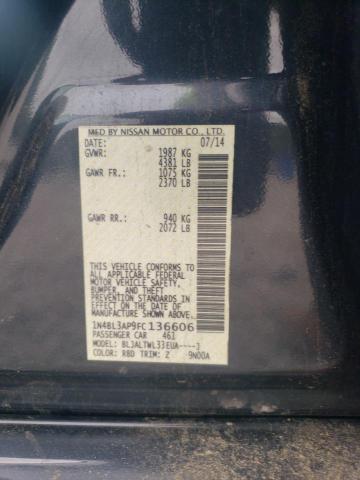 MFD BY NISSAN MOTOR CO., LTD.
DATE: 07/14
GVWR: 1987 KG
4381 LB
GAWR FR: 1075 KG
2370 LB
GAWR RR: 940 KG
2072 LB
THIS VEHICLE CONFORMS TO ALL
APPLICABLE FEDERAL MOTOR
VEHICLE SAFETY,
BUMPER, AND THEFT
PREVENTION STANDARDS IN EFFECT ON THE DATE
OF MANUFACTURE SHOWN ABOVE.
1N4BL3AP9FC136606
PASSENGER CAR 461
MODEL: BL3ALTWL33EUA----3
COLOR: RBD TRIM: Z 9N00A